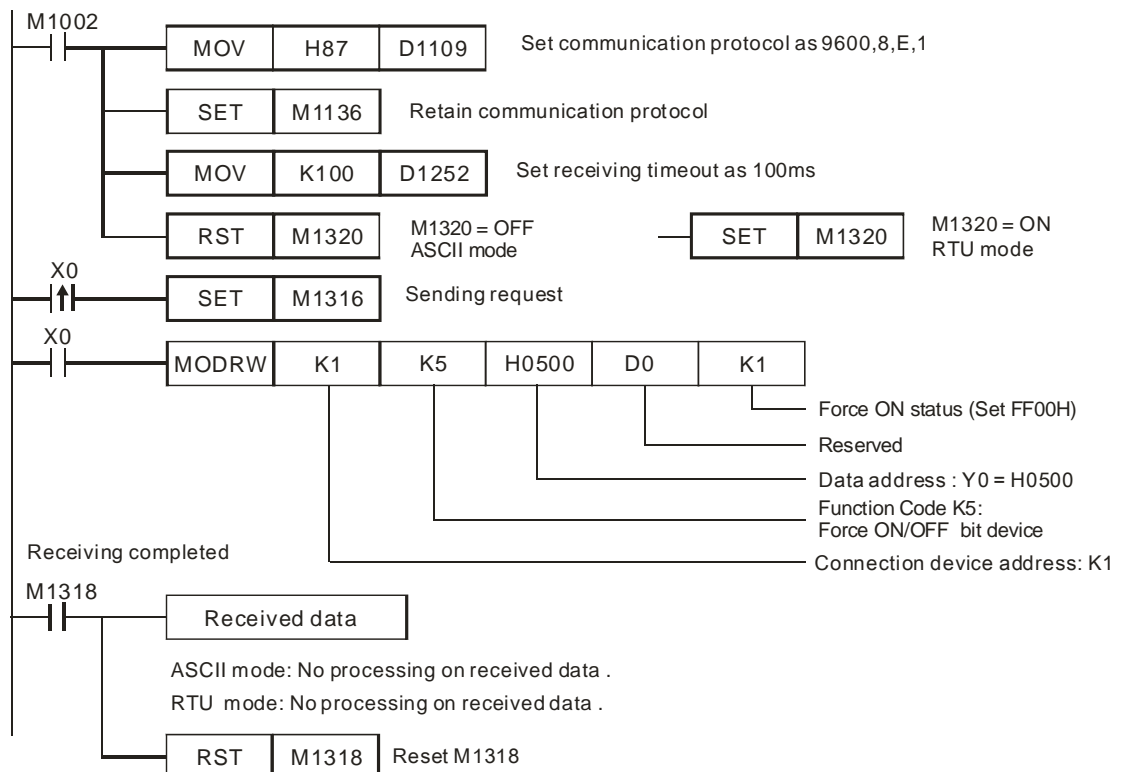 M1002
MOV H87 D1109 Set communication protocol as 9600,8,E,1
SET M1136 Retain communication protocol
MOV K100 D1252 Set receiving timeout as 100ms
RST M1320 M1320 = OFF
ASCII mode
SET M1320 M1320 = ON
RTU mode
X0
SET M1316 Sending request
X0
MODRW K1 K5 H0500 D0 K1
Force ON status (Set FF00H)
Reserved
Data address : Y0 = H0500
Function Code K5:
Force ON/OFF bit device
Connection device address: K1
Receiving completed
M1318
Received data
ASCII mode: No processing on received data .
RTU mode: No processing on received data .
RST M1318 Reset M1318